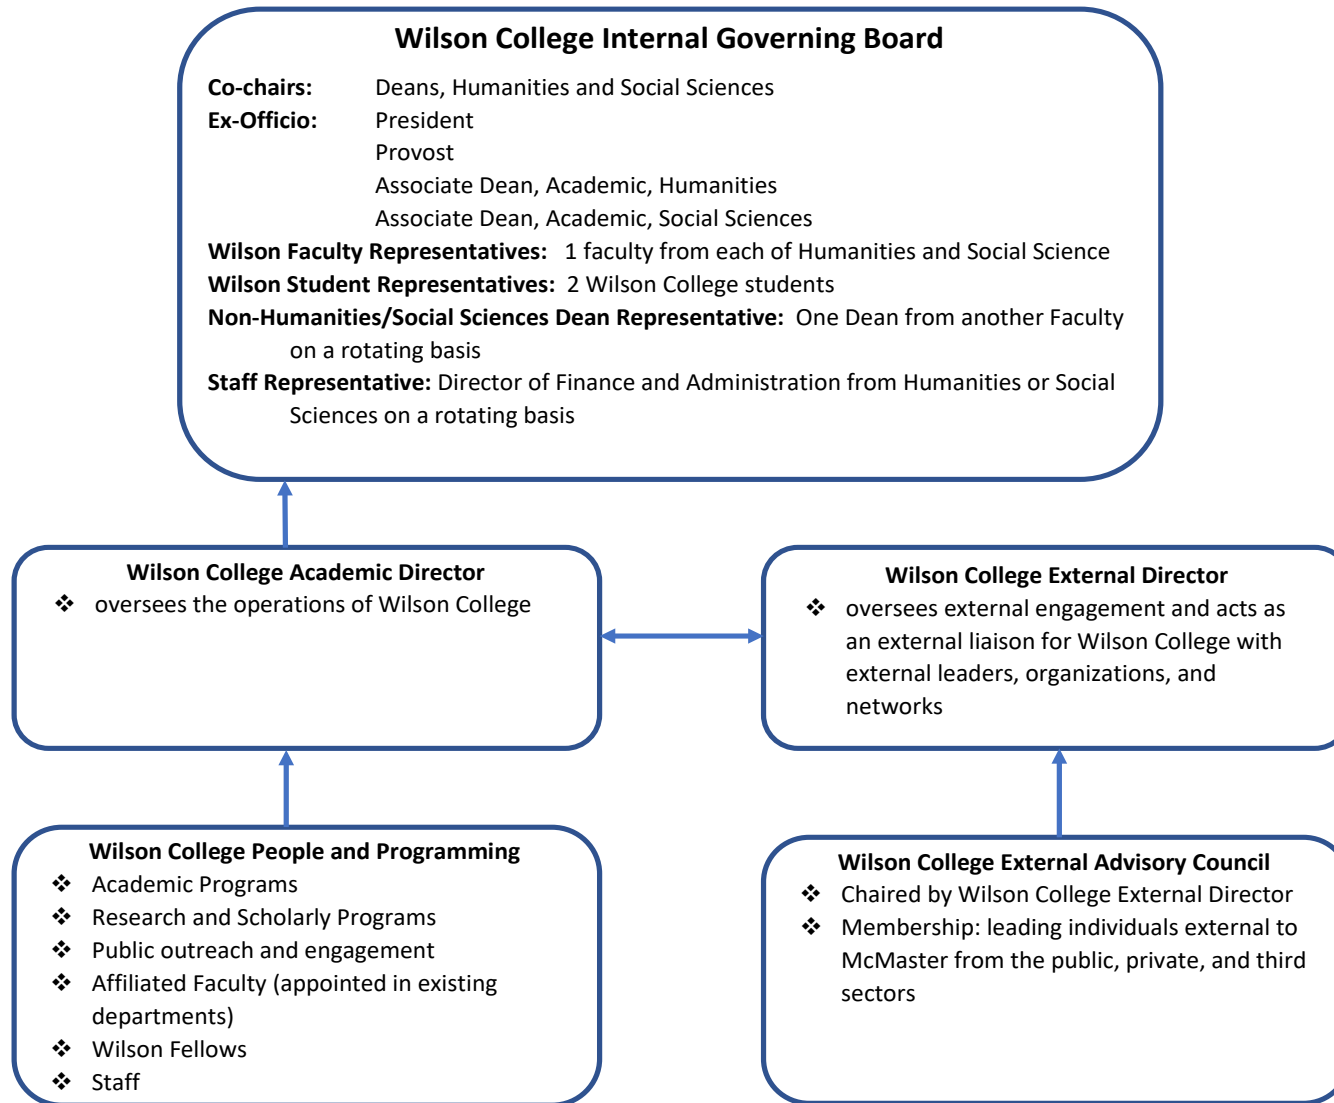 Wilson College Internal Governing Board
Co-chairs: Deans, Humanities and Social Sciences
Ex-Officio: President
Provost
Associate Dean, Academic, Humanities
Associate Dean, Academic, Social Sciences
Wilson Faculty Representatives: 1 faculty from each of Humanities and Social Science
Wilson Student Representatives: 2 Wilson College students
Non-Humanities/Social Sciences Dean Representative: One Dean from another Faculty
on a rotating basis
Staff Representative: Director of Finance and Administration from Humanities or Social
Sciences on a rotating basis
Wilson College Academic Director
❖ oversees the operations of Wilson College
Wilson College External Director
❖ oversees external engagement and acts as
an external liaison for Wilson College with
external leaders, organizations, and
networks
Wilson College People and Programming
❖ Academic Programs
❖ Research and Scholarly Programs
❖ Public outreach and engagement
❖ Affiliated Faculty (appointed in existing
departments)
❖ Wilson Fellows
❖ Staff
Wilson College External Advisory Council
❖ Chaired by Wilson College External Director
❖ Membership: leading individuals external to
McMaster from the public, private, and third
sectors